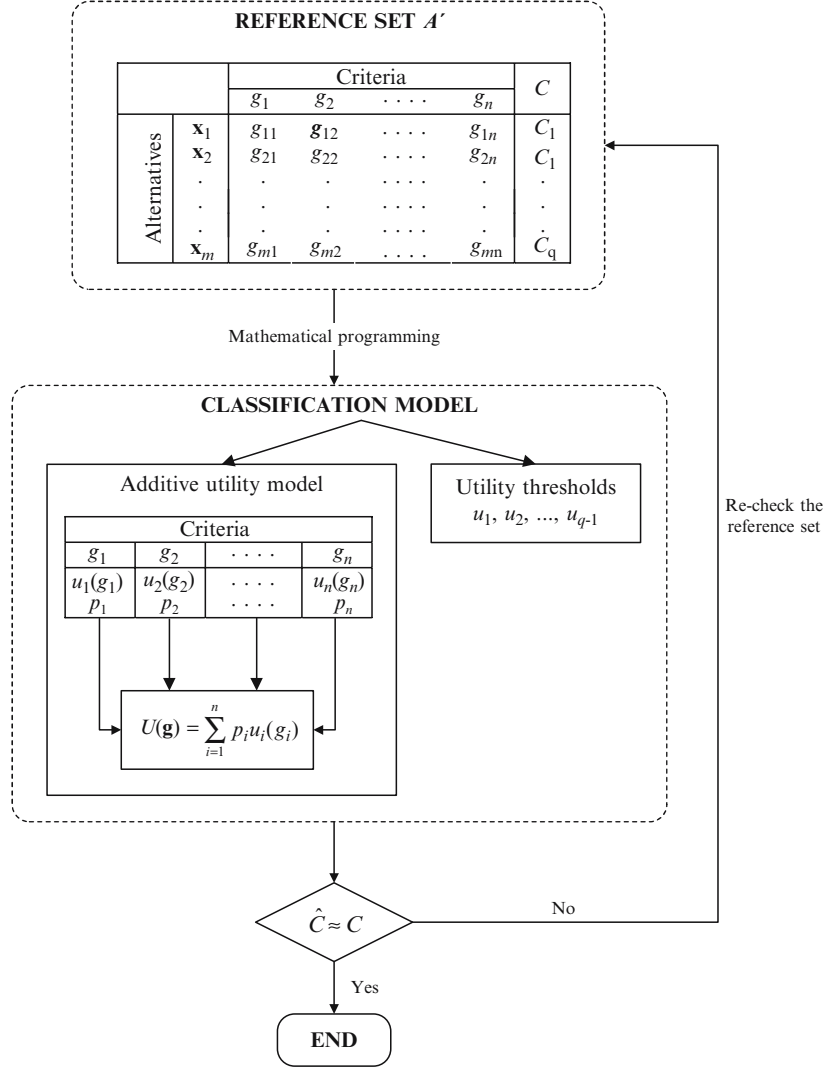 REFERENCE SET A′
Criteria
C
g1 g2 . . . . gn
Alternatives
x1 g11 g12 . . . . g1n C1
x2 g21 g22 . . . . g2n C1
. . . . . . . .
. . . . . . . .
. . . . . . . .
xm gm1 gm2 . . . . gmn Cq
Mathematical programming
CLASSIFICATION MODEL
Additive utility model
Criteria
g1 g2 . . . . gn
u1(g1) u2(g2) . . . . un(gn)
p1 p2 . . . . pn
U(g) = ∑_{i=1}^{n} pi ui(gi)
Utility thresholds
u1, u2, ..., uq-1
Re-check the
reference set
Ĉ ≈ C
No
Yes
END